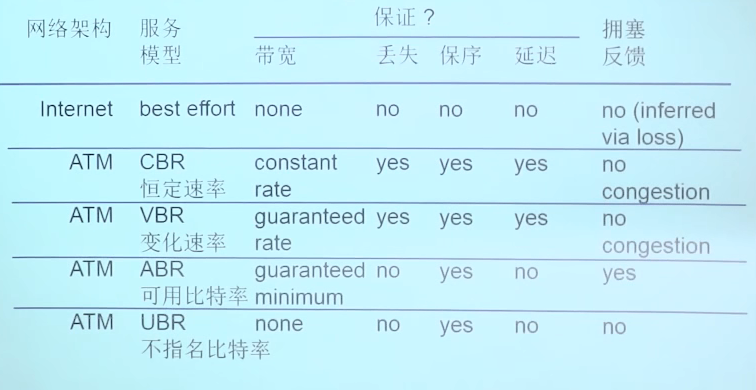 保证？
网络架构 服务 拥塞
模型 带宽 丢失 保序 延迟 反馈
Internet best effort none no no no no (inferred
via loss)
ATM CBR constant yes yes yes no
恒定速率 rate congestion
ATM VBR guaranteed yes yes yes no
变化速率 rate congestion
ATM ABR guaranteed no yes no yes
可用比特率 minimum
ATM UBR none no yes no no
不指名比特率